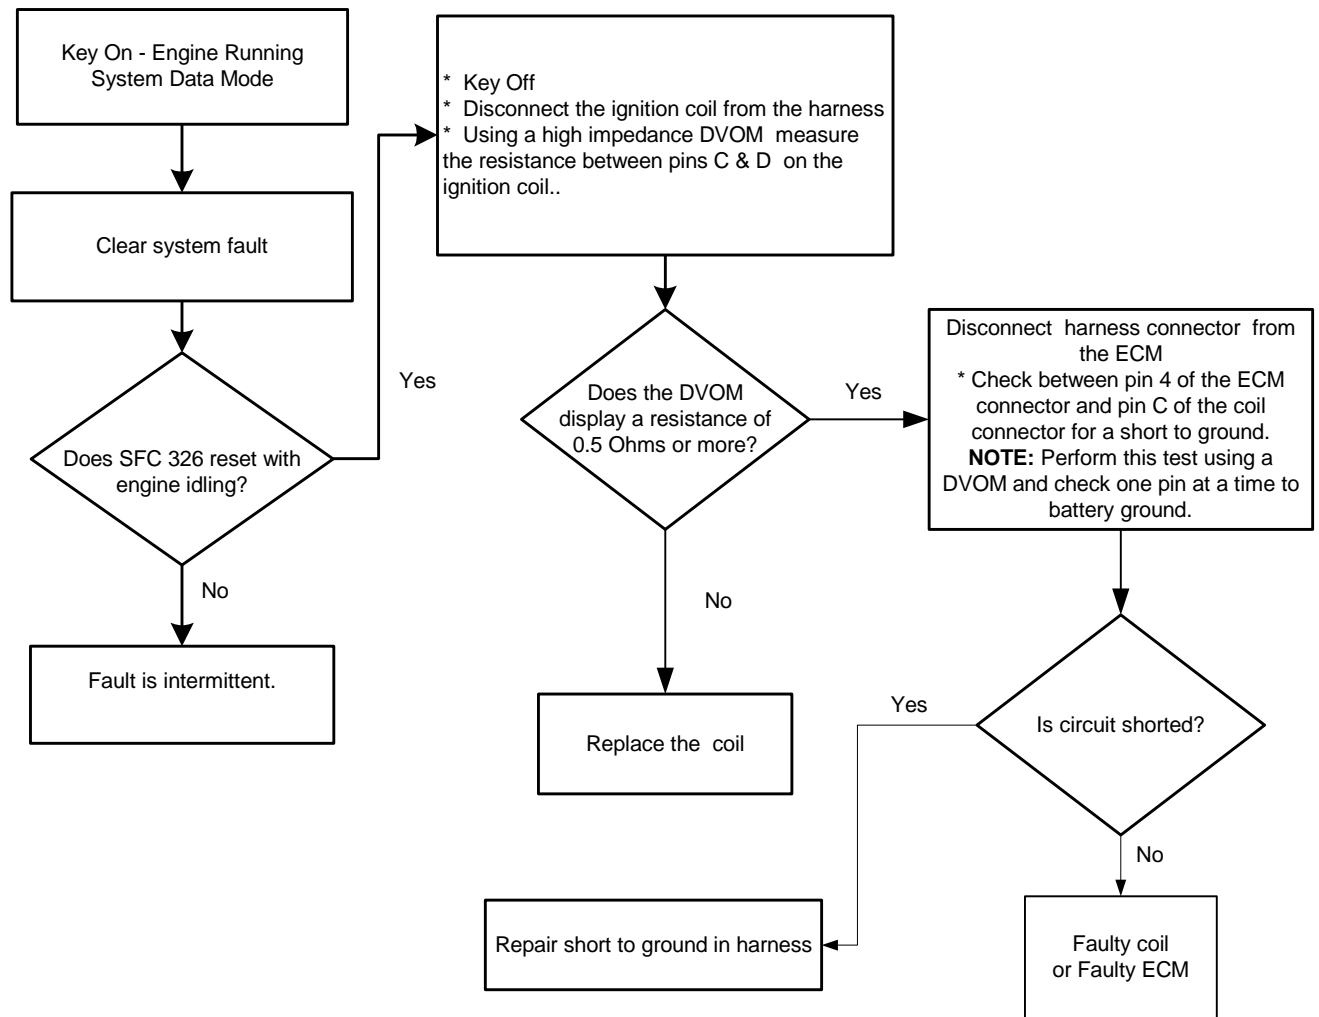 Key On - Engine Running
System Data Mode
Clear system fault
Does SFC 326 reset with
engine idling?
Yes
No
Fault is intermittent.
* Key Off
* Disconnect the ignition coil from the harness
* Using a high impedance DVOM measure
the resistance between pins C & D on the
ignition coil..
Does the DVOM
display a resistance of
0.5 Ohms or more?
Yes
No
Replace the coil
Disconnect harness connector from
the ECM
* Check between pin 4 of the ECM
connector and pin C of the coil
connector for a short to ground.
NOTE: Perform this test using a
DVOM and check one pin at a time to
battery ground.
Is circuit shorted?
Yes
No
Repair short to ground in harness
Faulty coil
or Faulty ECM